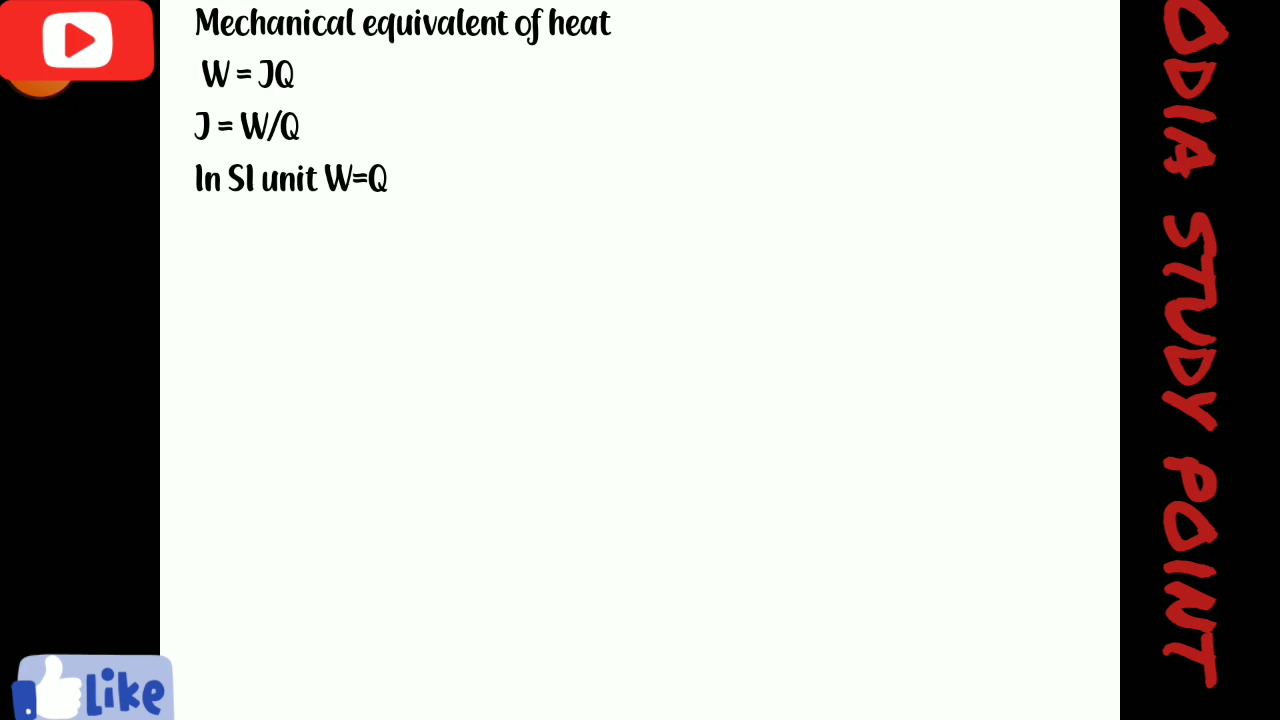 Mechanical equivalent of heat
W = JQ
J = W/Q
In SI unit W=Q
Like
ODIA STUDY POINT